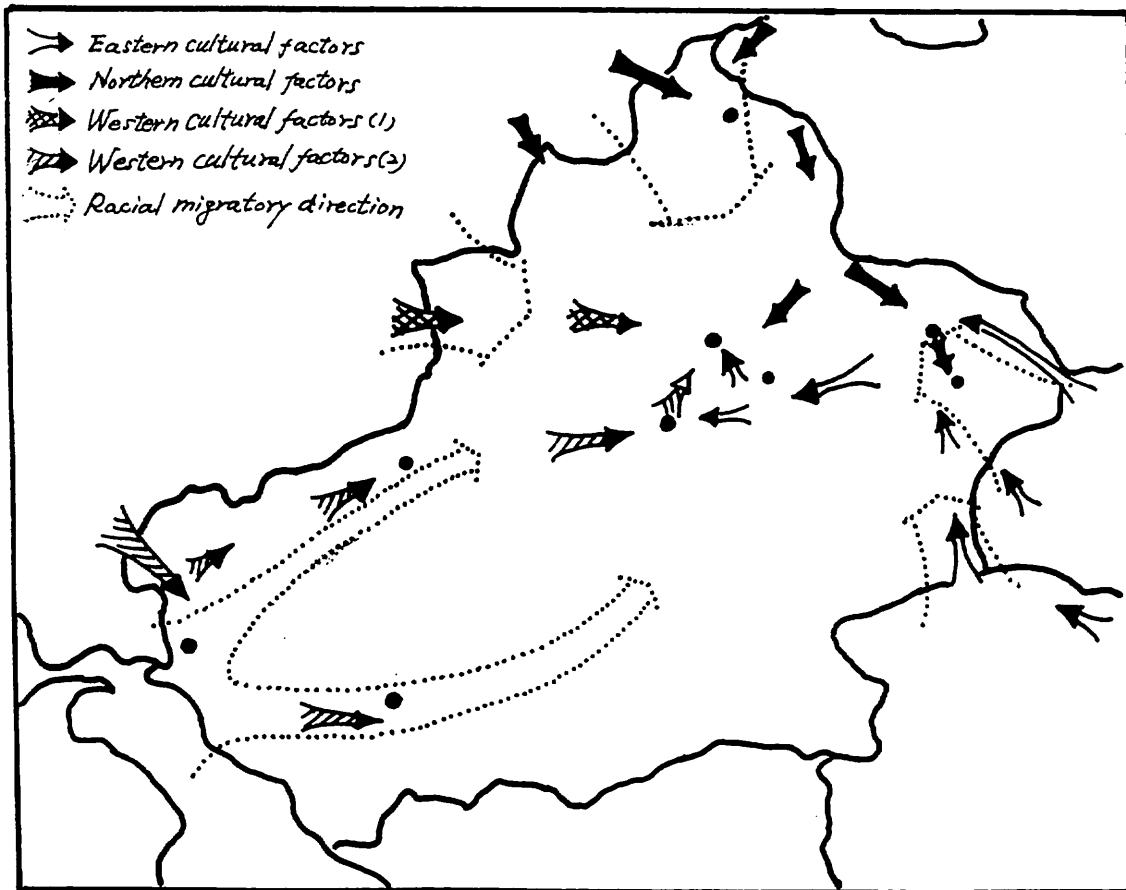 Eastern cultural factors
Northern cultural factors
Western cultural factors (1)
Western cultural factors (2)
Racial migratory direction